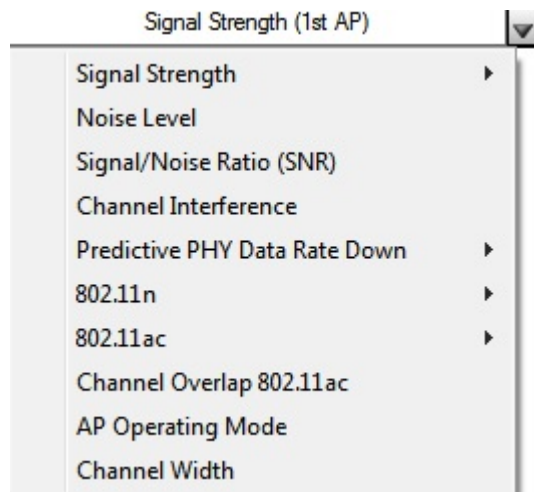 Signal Strength (1st AP)
Signal Strength
Noise Level
Signal/Noise Ratio (SNR)
Channel Interference
Predictive PHY Data Rate Down
802.11n
802.11ac
Channel Overlap 802.11ac
AP Operating Mode
Channel Width